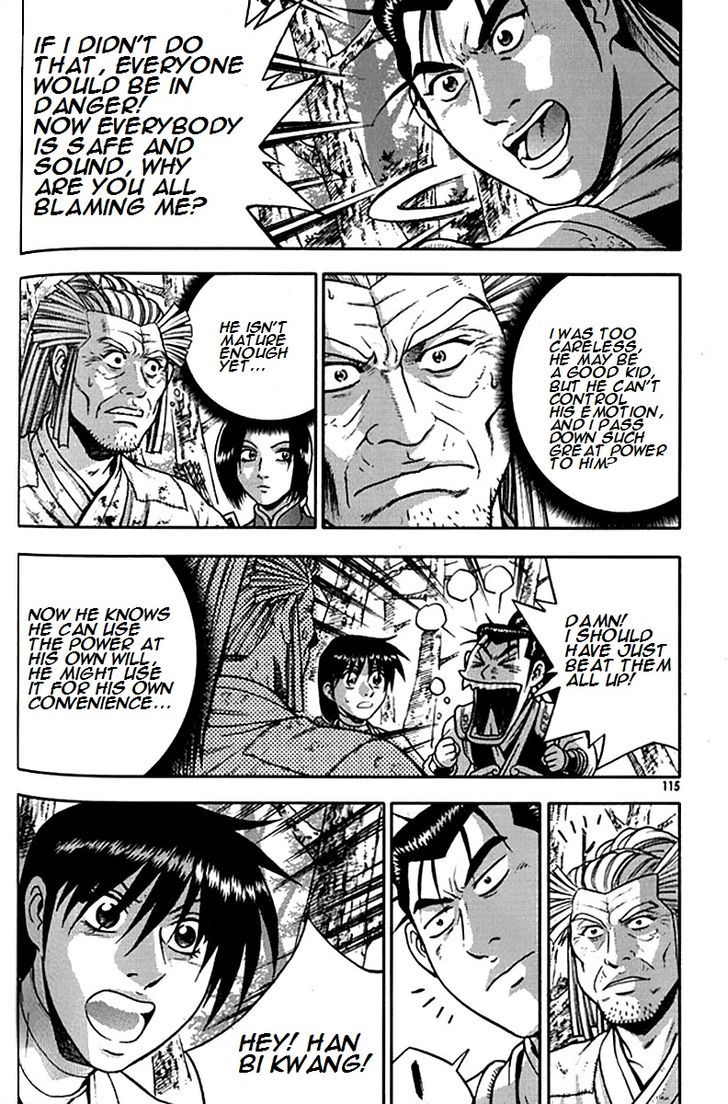 IF I DIDN'T DO
THAT, EVERYONE
WOULD BE IN
DANGER!
NOW EVERYBODY
IS SAFE AND
SOUND, WHY
ARE YOU ALL
BLAMING ME?
HE ISN'T
MATURE
ENOUGH
YET...
I WAS TOO
CARELESS,
HE MAY BE
A GOOD KID,
BUT HE CAN'T
CONTROL
HIS EMOTION,
AND I PASS
DOWN SUCH
GREAT POWER
TO HIM?
NOW HE KNOWS
HE CAN USE
THE POWER AT
HIS OWN WILL,
HE MIGHT USE
IT FOR HIS OWN
CONVENIENCE...
DAMN!
I SHOULD
HAVE JUST
BEAT THEM
ALL UP!
115
HEY! HAN
BI KWANG!